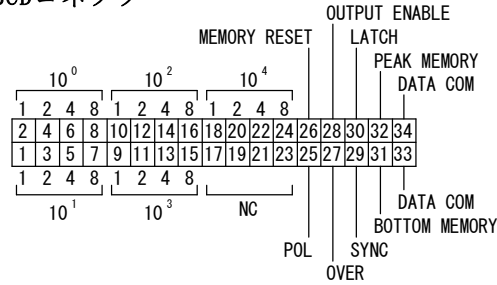 BCDコネクタ
OUTPUT ENABLE
MEMORY RESET LATCH
PEAK MEMORY
DATA COM
10⁰ 10² 10⁴
1 2 4 8 1 2 4 8 1 2 4 8
2 4 6 8 10 12 14 16 18 20 22 24 26 28 30 32 34
1 3 5 7 9 11 13 15 17 19 21 23 25 27 29 31 33
1 2 4 8 1 2 4 8
10¹ 10³ NC
DATA COM
BOTTOM MEMORY
POL SYNC
OVER